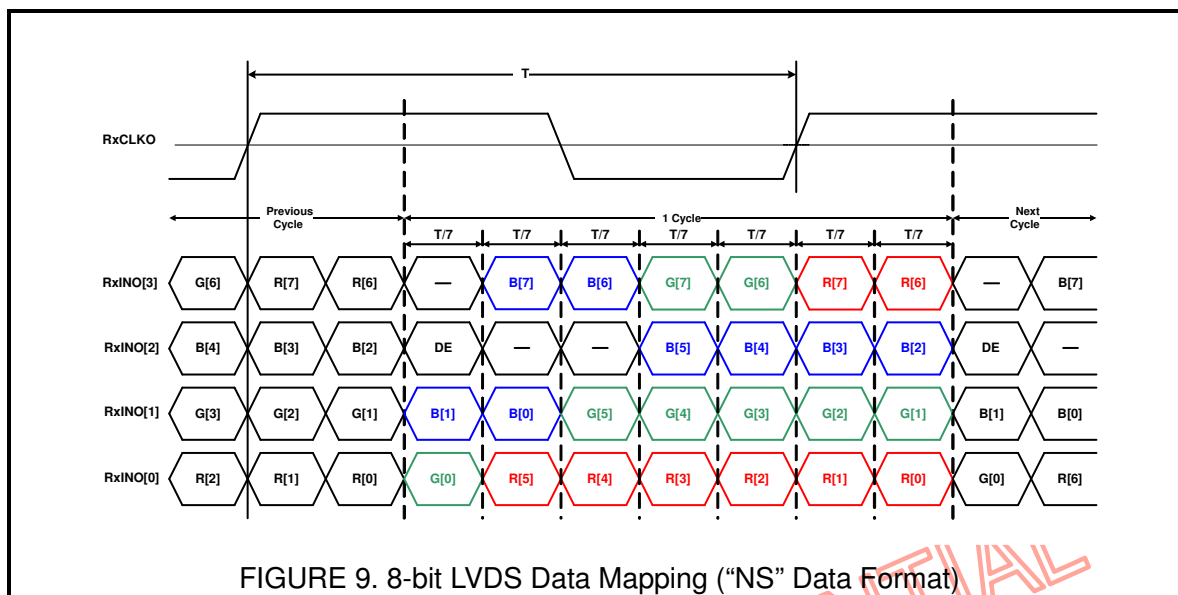 T
RxCLKO
Previous Cycle 1 Cycle Next Cycle
T/7 T/7 T/7 T/7 T/7 T/7 T/7
RxINO[3] G[6] R[7] R[6] — B[7] B[6] G[7] G[6] R[7] R[6] — B[7]
RxINO[2] B[4] B[3] B[2] DE — — B[5] B[4] B[3] B[2] DE —
RxINO[1] G[3] G[2] G[1] B[1] B[0] G[5] G[4] G[3] G[2] G[1] B[1] B[0]
RxINO[0] R[2] R[1] R[0] G[0] R[5] R[4] R[3] R[2] R[1] R[0] G[0] R[6]
FIGURE 9. 8-bit LVDS Data Mapping (“NS” Data Format)